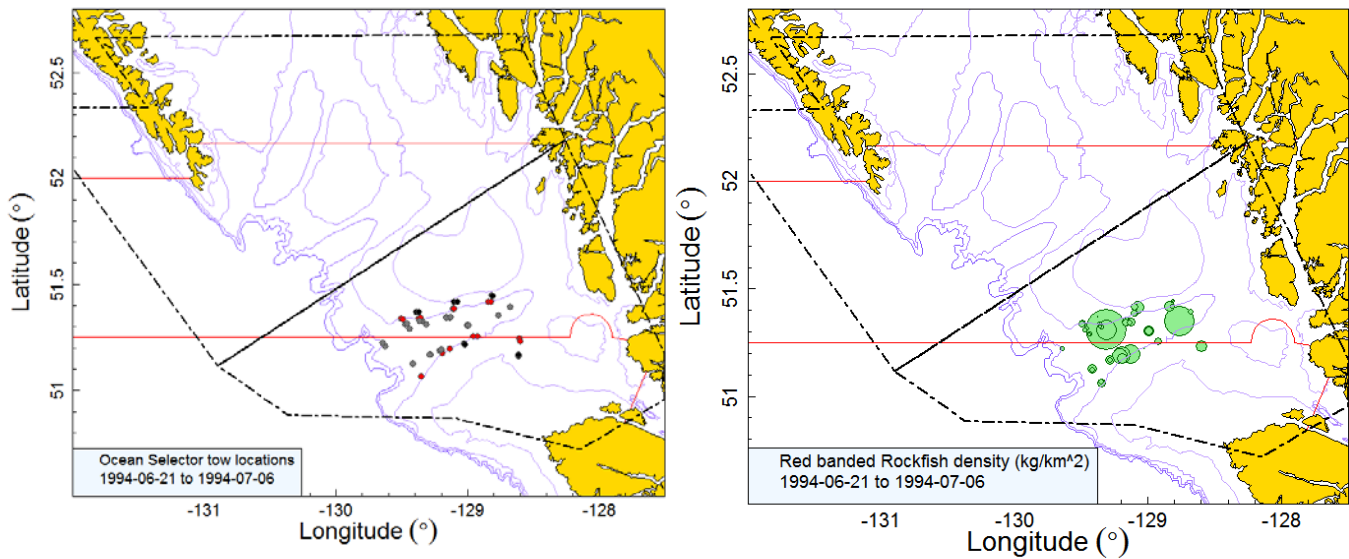 52.5
52
51.5
51
Latitude (°)
Ocean Selector tow locations
1994-06-21 to 1994-07-06
-131
-130
-129
-128
Longitude (°)
52.5
52
51.5
51
Latitude (°)
Red banded Rockfish density (kg/km^2)
1994-06-21 to 1994-07-06
-131
-130
-129
-128
Longitude (°)